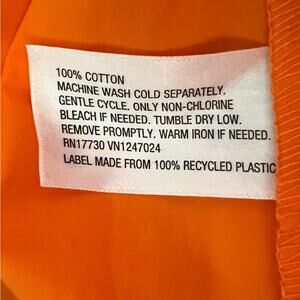 100% COTTON
MACHINE WASH COLD SEPARATELY.
GENTLE CYCLE. ONLY NON-CHLORINE
BLEACH IF NEEDED. TUMBLE DRY LOW.
REMOVE PROMPTLY. WARM IRON IF NEEDED.
RN17730 VN1247024
LABEL MADE FROM 100% RECYCLED PLASTIC